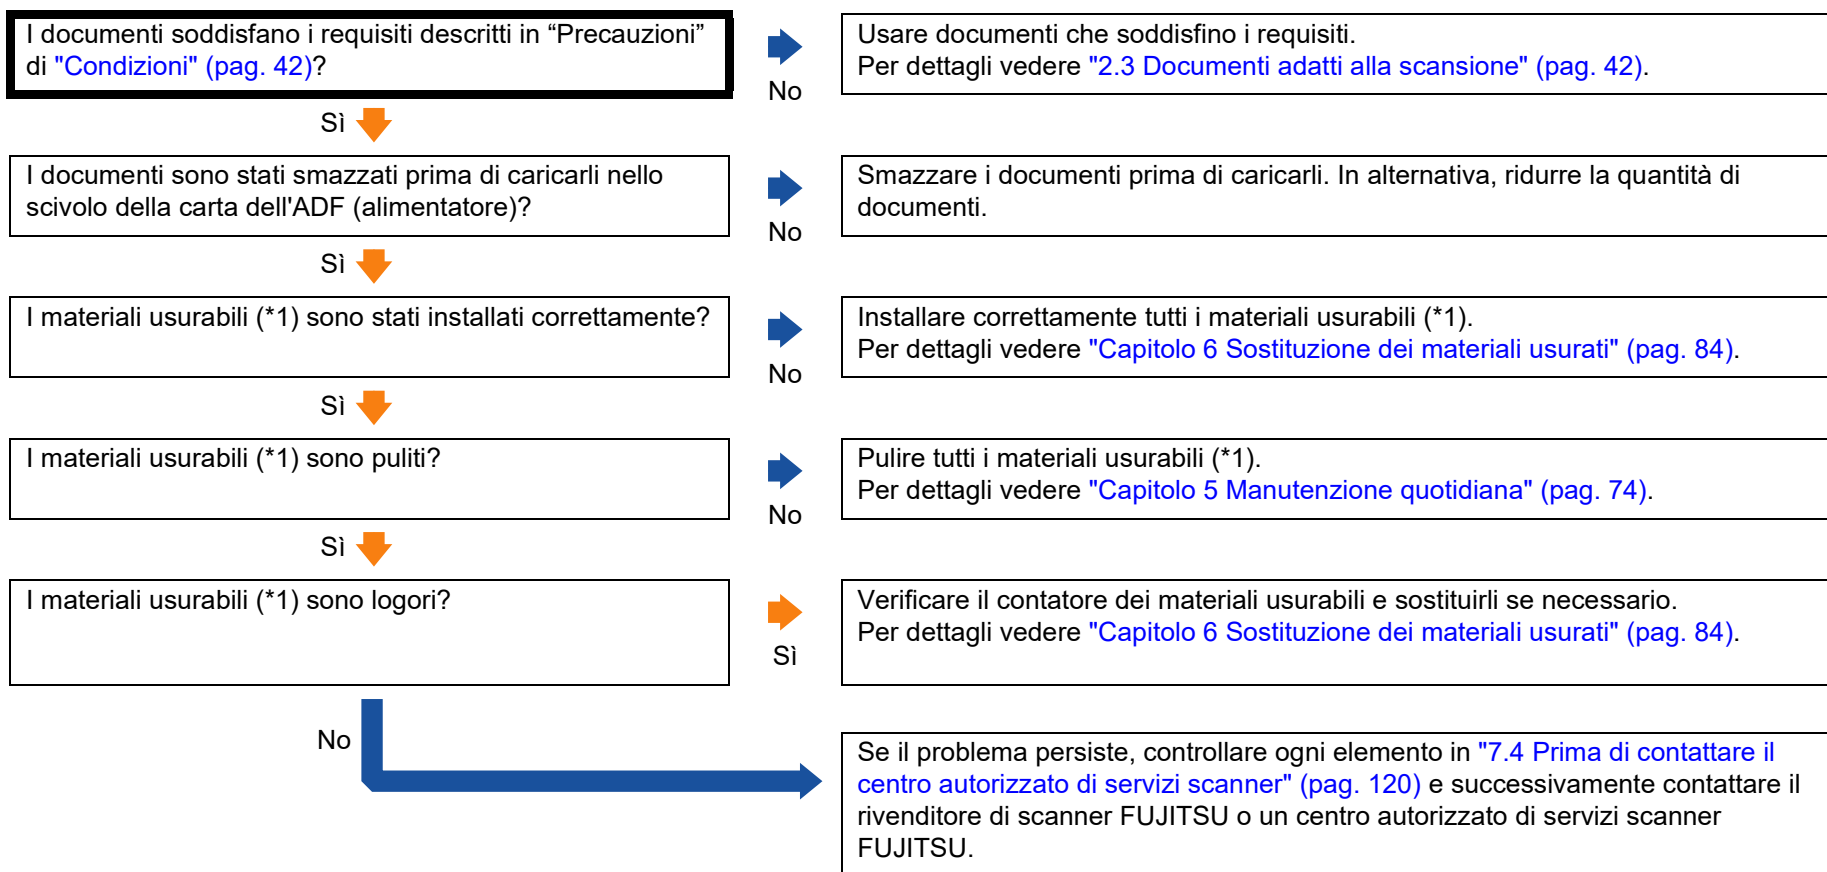 I documenti soddisfano i requisiti descritti in “Precauzioni”
di "Condizioni" (pag. 42)?
No
Usare documenti che soddisfino i requisiti.
Per dettagli vedere "2.3 Documenti adatti alla scansione" (pag. 42).
Sì
I documenti sono stati smazzati prima di caricarli nello
scivolo della carta dell'ADF (alimentatore)?
No
Smazzare i documenti prima di caricarli. In alternativa, ridurre la quantità di
documenti.
Sì
I materiali usurabili (*1) sono stati installati correttamente?
No
Installare correttamente tutti i materiali usurabili (*1).
Per dettagli vedere "Capitolo 6 Sostituzione dei materiali usurati" (pag. 84).
Sì
I materiali usurabili (*1) sono puliti?
No
Pulire tutti i materiali usurabili (*1).
Per dettagli vedere "Capitolo 5 Manutenzione quotidiana" (pag. 74).
Sì
I materiali usurabili (*1) sono logori?
Sì
Verificare il contatore dei materiali usurabili e sostituirli se necessario.
Per dettagli vedere "Capitolo 6 Sostituzione dei materiali usurati" (pag. 84).
No
Se il problema persiste, controllare ogni elemento in "7.4 Prima di contattare il
centro autorizzato di servizi scanner" (pag. 120) e successivamente contattare il
rivenditore di scanner FUJITSU o un centro autorizzato di servizi scanner
FUJITSU.